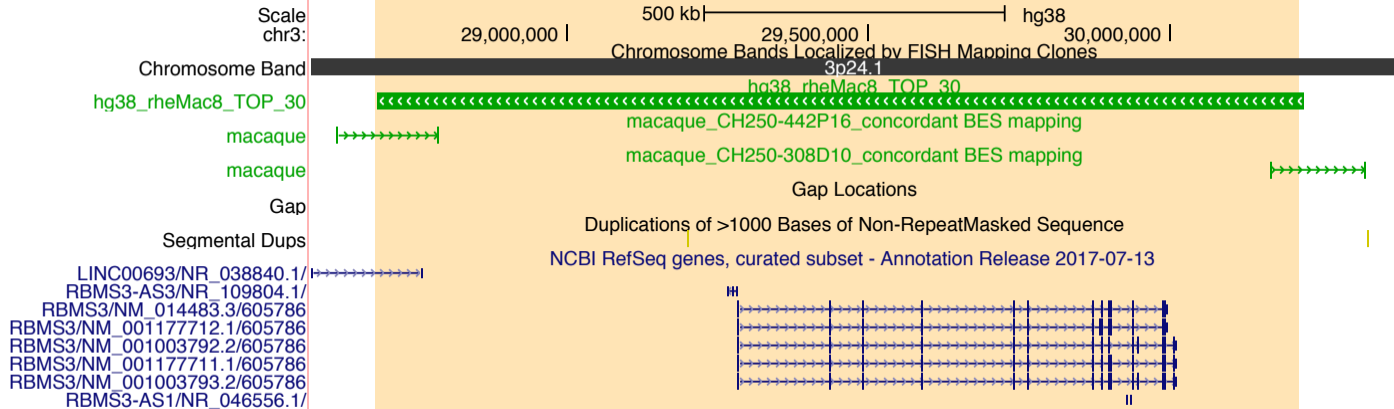 Scale 500 kb hg38
chr3: 29,000,000 29,500,000 30,000,000
Chromosome Bands Localized by FISH Mapping Clones
Chromosome Band 3p24.1
hg38_rheMac8_TOP_30
hg38_rheMac8_TOP_30
macaque_CH250-442P16_concordant BES mapping
macaque
macaque_CH250-308D10_concordant BES mapping
macaque
Gap Locations
Gap
Duplications of >1000 Bases of Non-RepeatMasked Sequence
Segmental Dups
NCBI RefSeq genes, curated subset - Annotation Release 2017-07-13
LINC00693/NR_038840.1/
RBMS3-AS3/NR_109804.1/
RBMS3/NM_014483.3/605786
RBMS3/NM_001177712.1/605786
RBMS3/NM_001003792.2/605786
RBMS3/NM_001177711.1/605786
RBMS3/NM_001003793.2/605786
RBMS3-AS1/NR_046556.1/